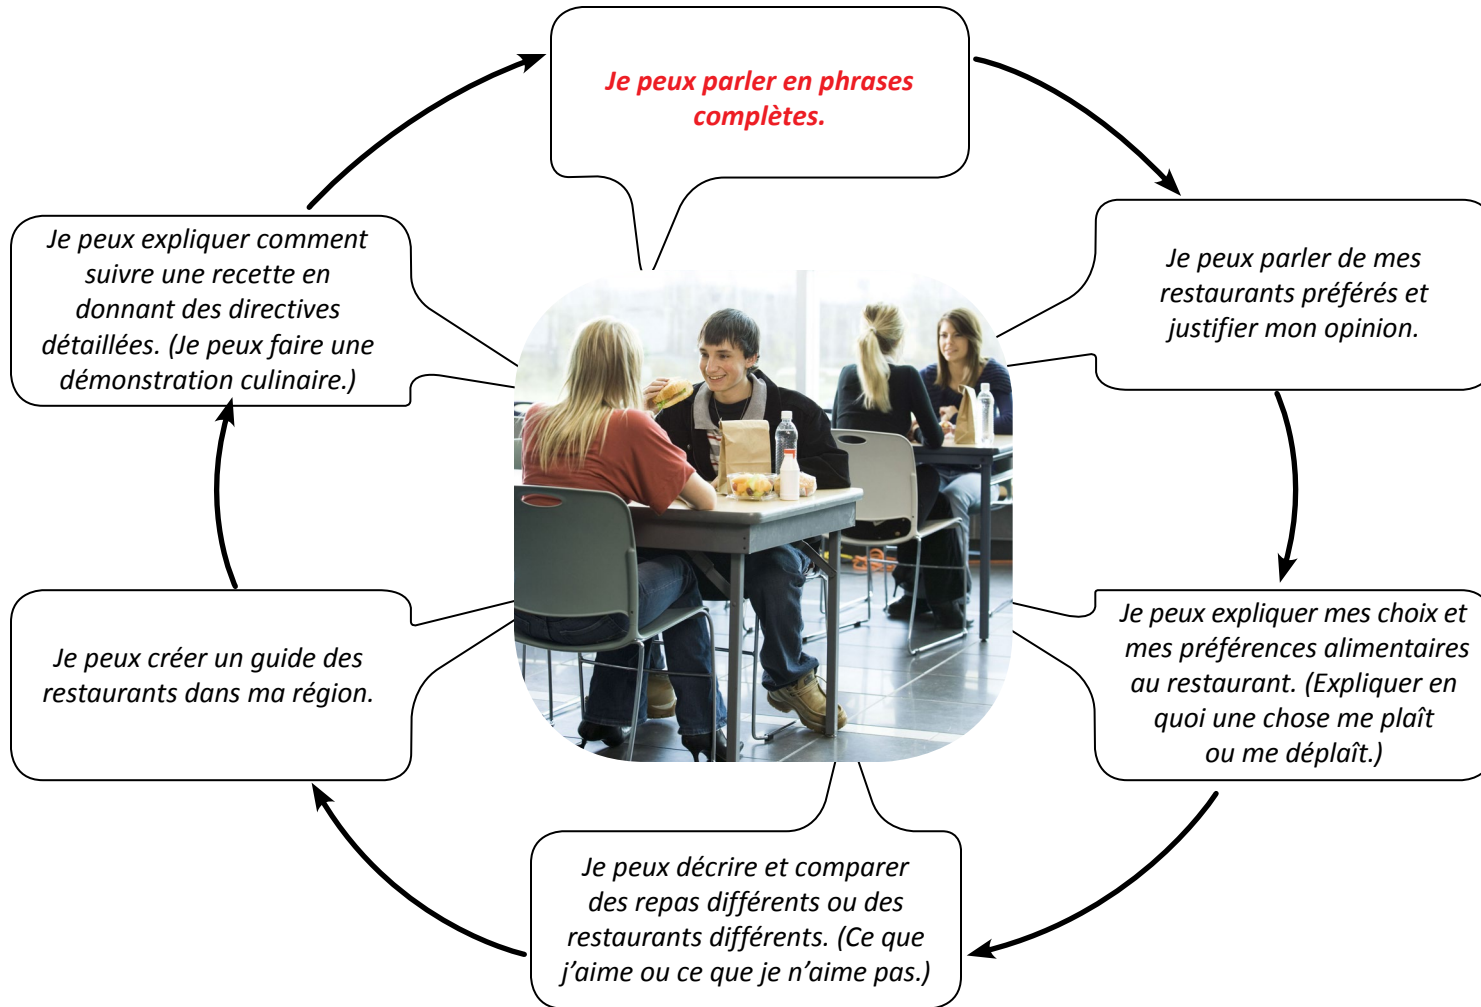 Je peux parler en phrases
complètes.
Je peux parler de mes
restaurants préférés et
justifier mon opinion.
Je peux expliquer mes choix et
mes préférences alimentaires
au restaurant. (Expliquer en
quoi une chose me plaît
ou me déplaît.)
Je peux décrire et comparer
des repas différents ou des
restaurants différents. (Ce que
j’aime ou ce que je n’aime pas.)
Je peux créer un guide des
restaurants dans ma région.
Je peux expliquer comment
suivre une recette en
donnant des directives
détaillées. (Je peux faire une
démonstration culinaire.)